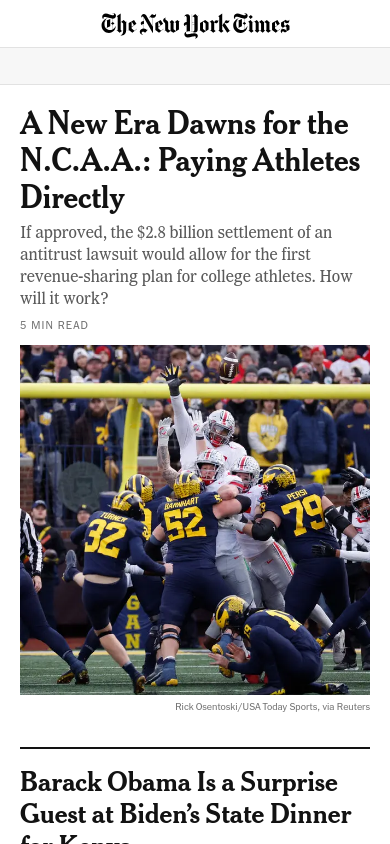 The New York Times
A New Era Dawns for the
N.C.A.A.: Paying Athletes
Directly
If approved, the $2.8 billion settlement of an
antitrust lawsuit would allow for the first
revenue-sharing plan for college athletes. How
will it work?
5 MIN READ
TURNER
32
BARNHART
52
PERSI
79
GAN
Rick Osentoski/USA Today Sports, via Reuters
Barack Obama Is a Surprise
Guest at Biden's State Dinner
for Kenya